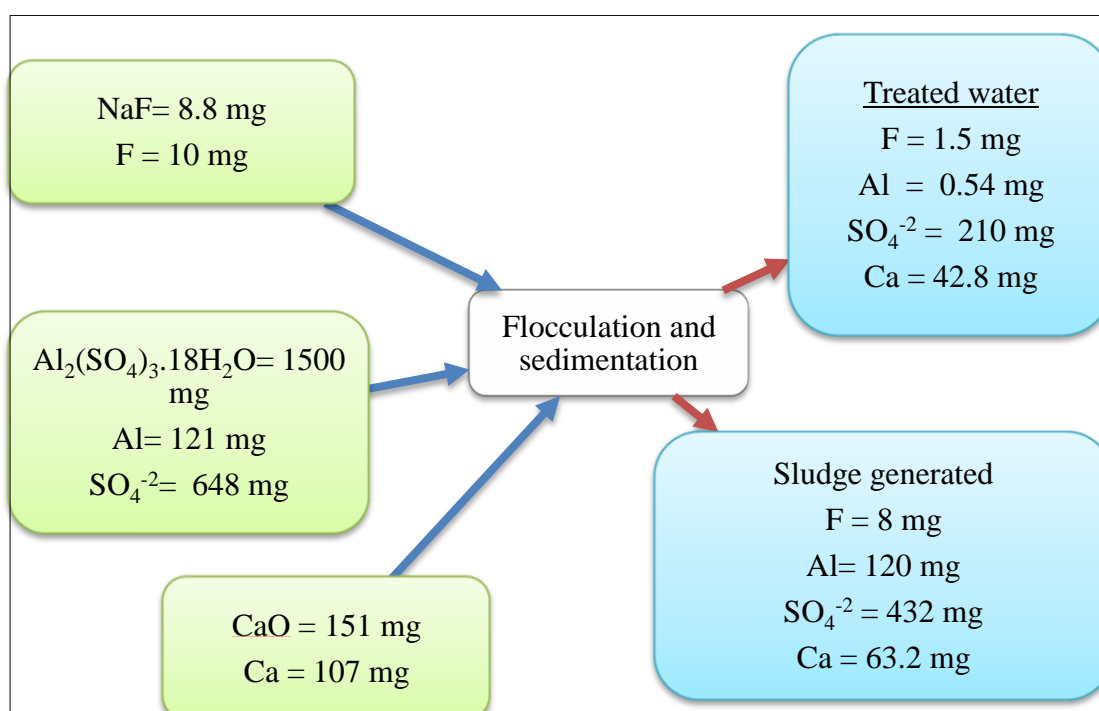 NaF= 8.8 mg
F = 10 mg
Al₂(SO₄)₃.18H₂O= 1500
mg
Al= 121 mg
SO₄⁻²=  648 mg
CaO = 151 mg
Ca = 107 mg
Flocculation and
sedimentation
Treated water
F = 1.5 mg
Al  =  0.54 mg
SO₄⁻² =  210 mg
Ca = 42.8 mg
Sludge generated
F = 8 mg
Al= 120 mg
SO₄⁻² = 432 mg
Ca = 63.2 mg